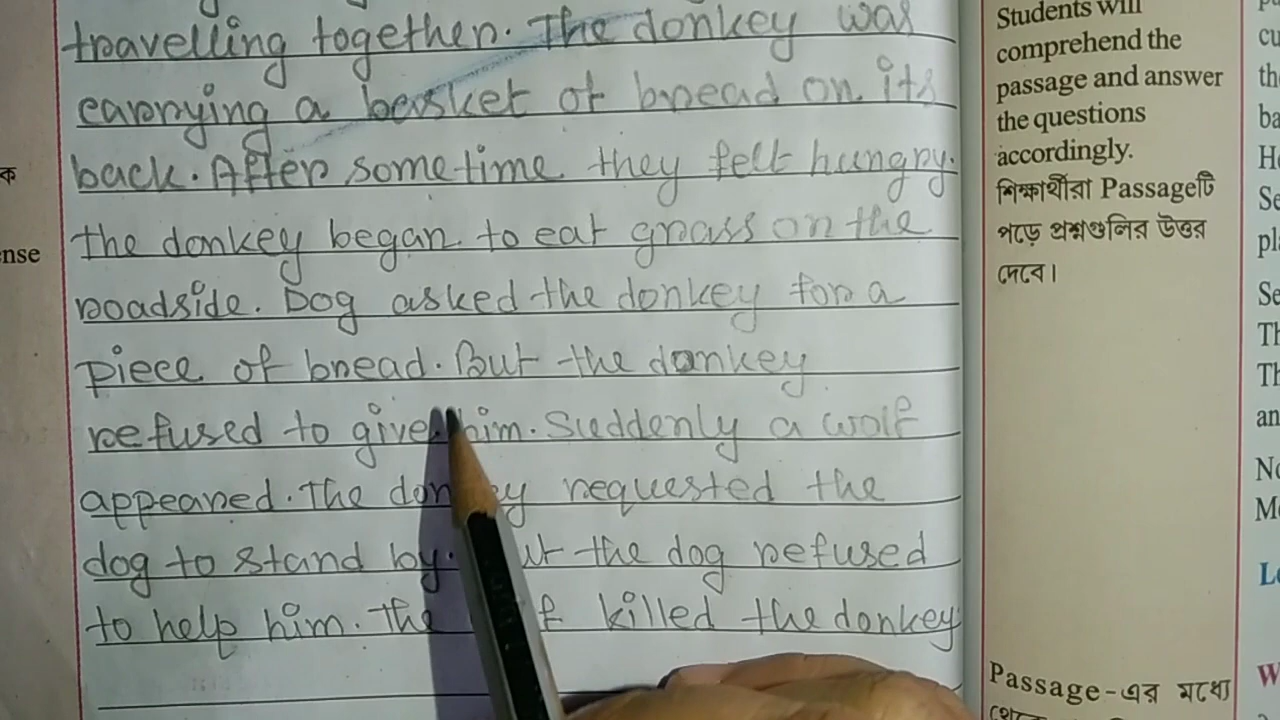 travelling together. The donkey was
carrying a basket of bread on its
back. After sometime they felt hungry.
the donkey began to eat grass on the
roadside. Dog asked the donkey for a
piece of bread. But the donkey
refused to give him. Suddenly a wolf
appeared. The donkey requested the
dog to stand by. the dog refused
to help him. The killed the donkey
ক
nse
Students will
comprehend the
passage and answer
the questions
accordingly.
শিক্ষার্থীরা Passageটি
পড়ে প্রশ্নগুলির উত্তর
দেবে।
Passage-এর মধ্যে